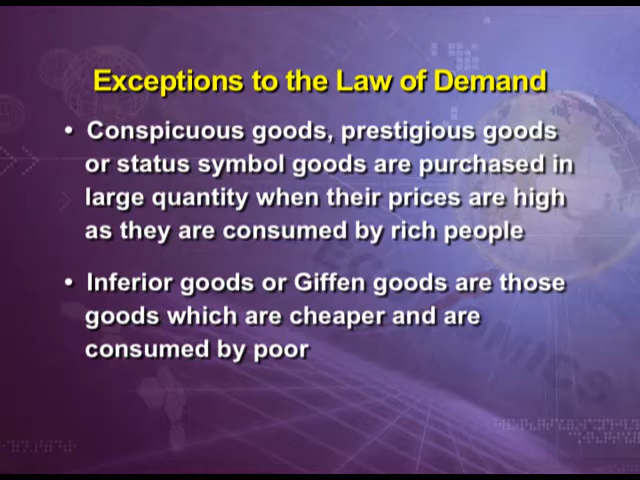 Exceptions to the Law of Demand
• Conspicuous goods, prestigious goods
or status symbol goods are purchased in
large quantity when their prices are high
as they are consumed by rich people
• Inferior goods or Giffen goods are those
goods which are cheaper and are
consumed by poor
ECONOMICS